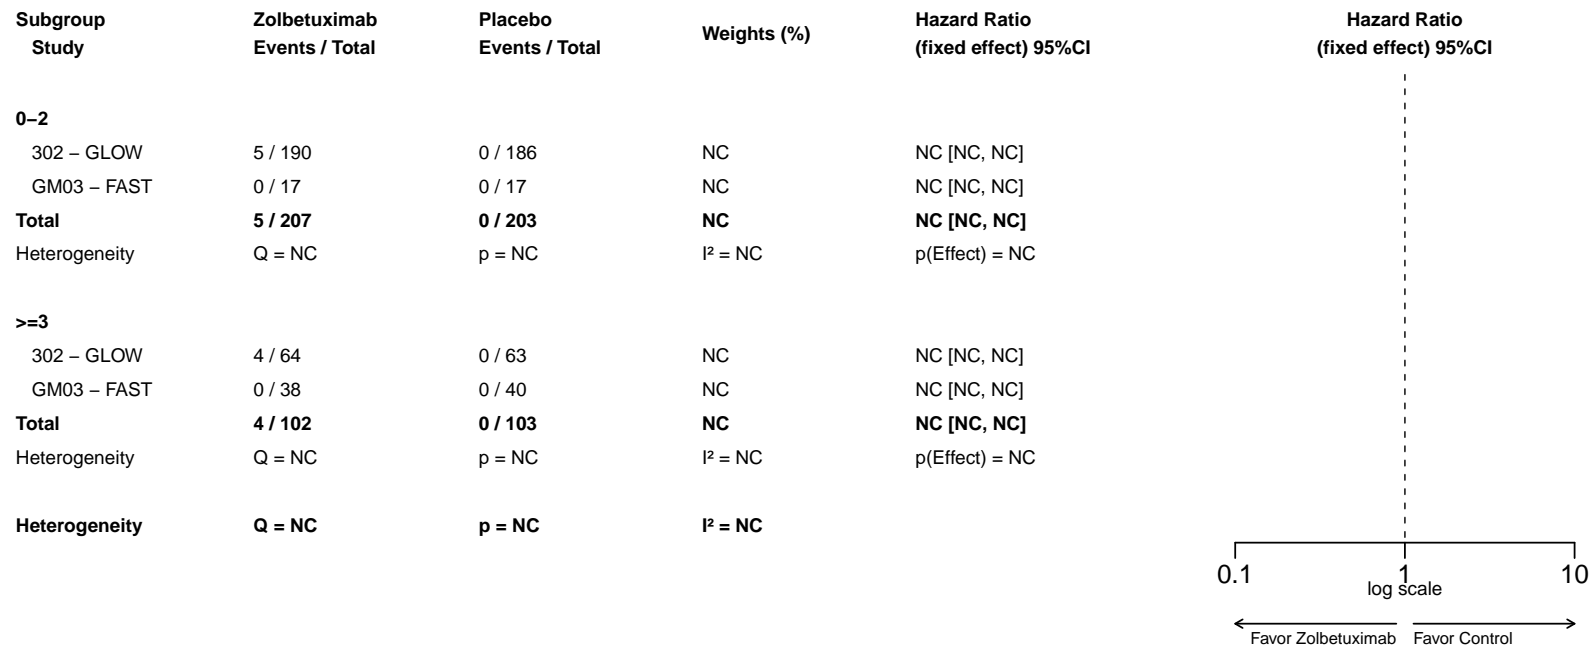 Subgroup Zolbetuximab Placebo Weights (%) Hazard Ratio Hazard Ratio
Study Events / Total Events / Total (fixed effect) 95%CI (fixed effect) 95%CI
0−2
302 − GLOW 5 / 190 0 / 186 NC NC [NC, NC]
GM03 − FAST 0 / 17 0 / 17 NC NC [NC, NC]
Total 5 / 207 0 / 203 NC NC [NC, NC]
Heterogeneity Q = NC p = NC I² = NC p(Effect) = NC
>=3
302 − GLOW 4 / 64 0 / 63 NC NC [NC, NC]
GM03 − FAST 0 / 38 0 / 40 NC NC [NC, NC]
Total 4 / 102 0 / 103 NC NC [NC, NC]
Heterogeneity Q = NC p = NC I² = NC p(Effect) = NC
Heterogeneity Q = NC p = NC I² = NC
0.1 1 10
log scale
Favor Zolbetuximab Favor Control